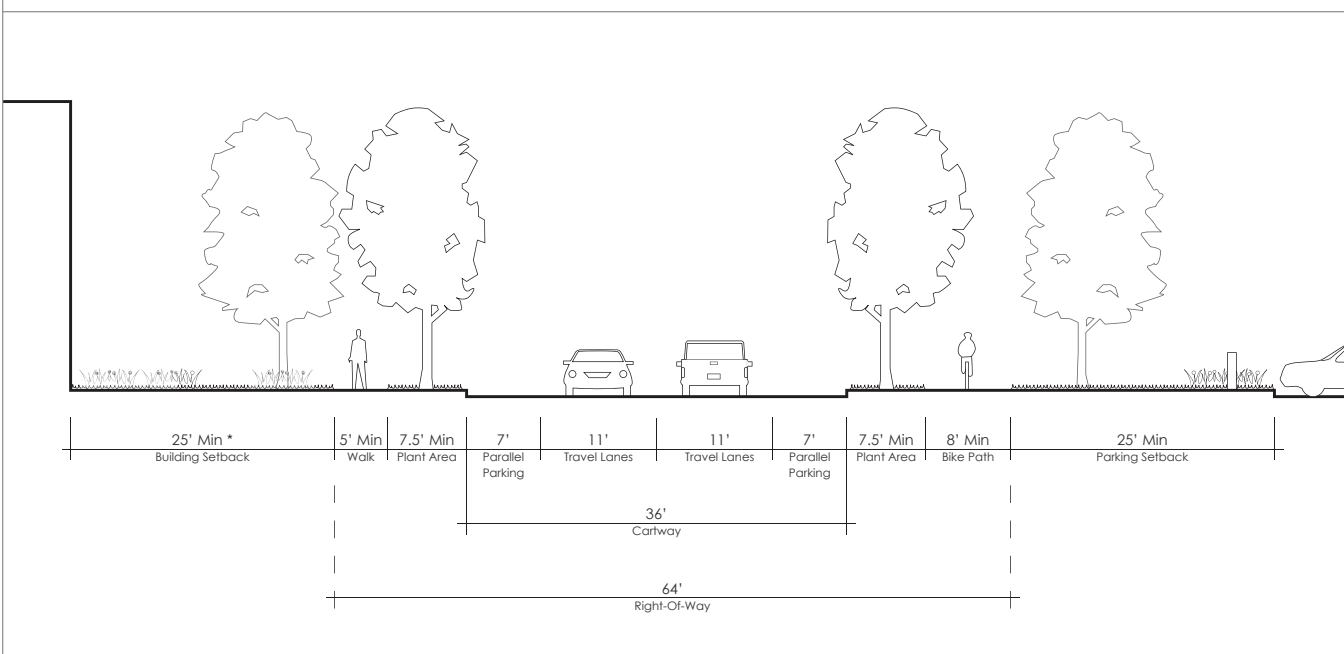 25’ Min * 5’ Min 7.5’ Min 7’ 11’ 11’ 7’ 7.5’ Min 8’ Min 25’ Min
Building Setback Walk Plant Area Parallel Travel Lanes Travel Lanes Parallel Plant Area Bike Path Parking Setback
Parking Parking
36’
Cartway
64’
Right-Of-Way